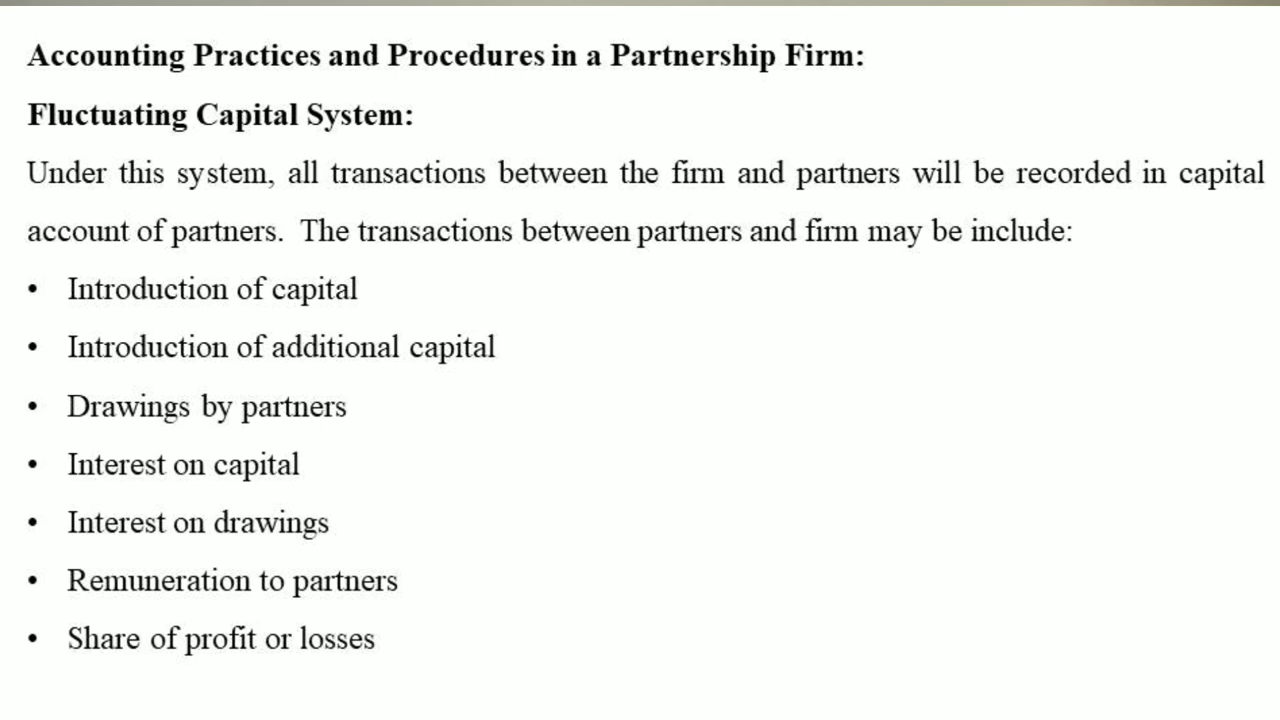 Accounting Practices and Procedures in a Partnership Firm:
Fluctuating Capital System:
Under this system, all transactions between the firm and partners will be recorded in capital
account of partners.  The transactions between partners and firm may be include:
• Introduction of capital
• Introduction of additional capital
• Drawings by partners
• Interest on capital
• Interest on drawings
• Remuneration to partners
• Share of profit or losses